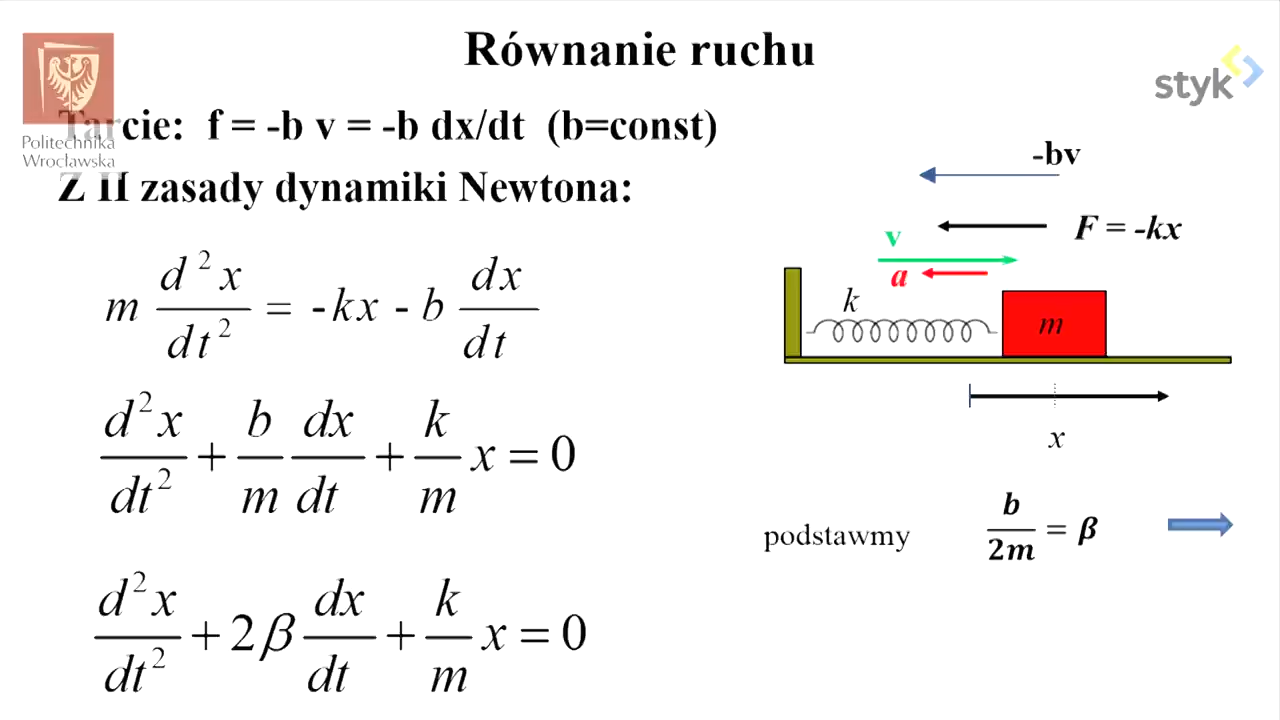 Równanie ruchu
styk
Politechnika
Wrocławska
Tarcie: f = -b v = -b dx/dt (b=const)
Z II zasady dynamiki Newtona:
m d²x/dt² = -kx - b dx/dt
d²x/dt² + b/m dx/dt + k/m x = 0
d²x/dt² + 2β dx/dt + k/m x = 0
-bv
F = -kx
v
a
k
m
x
podstawmy b/2m = β